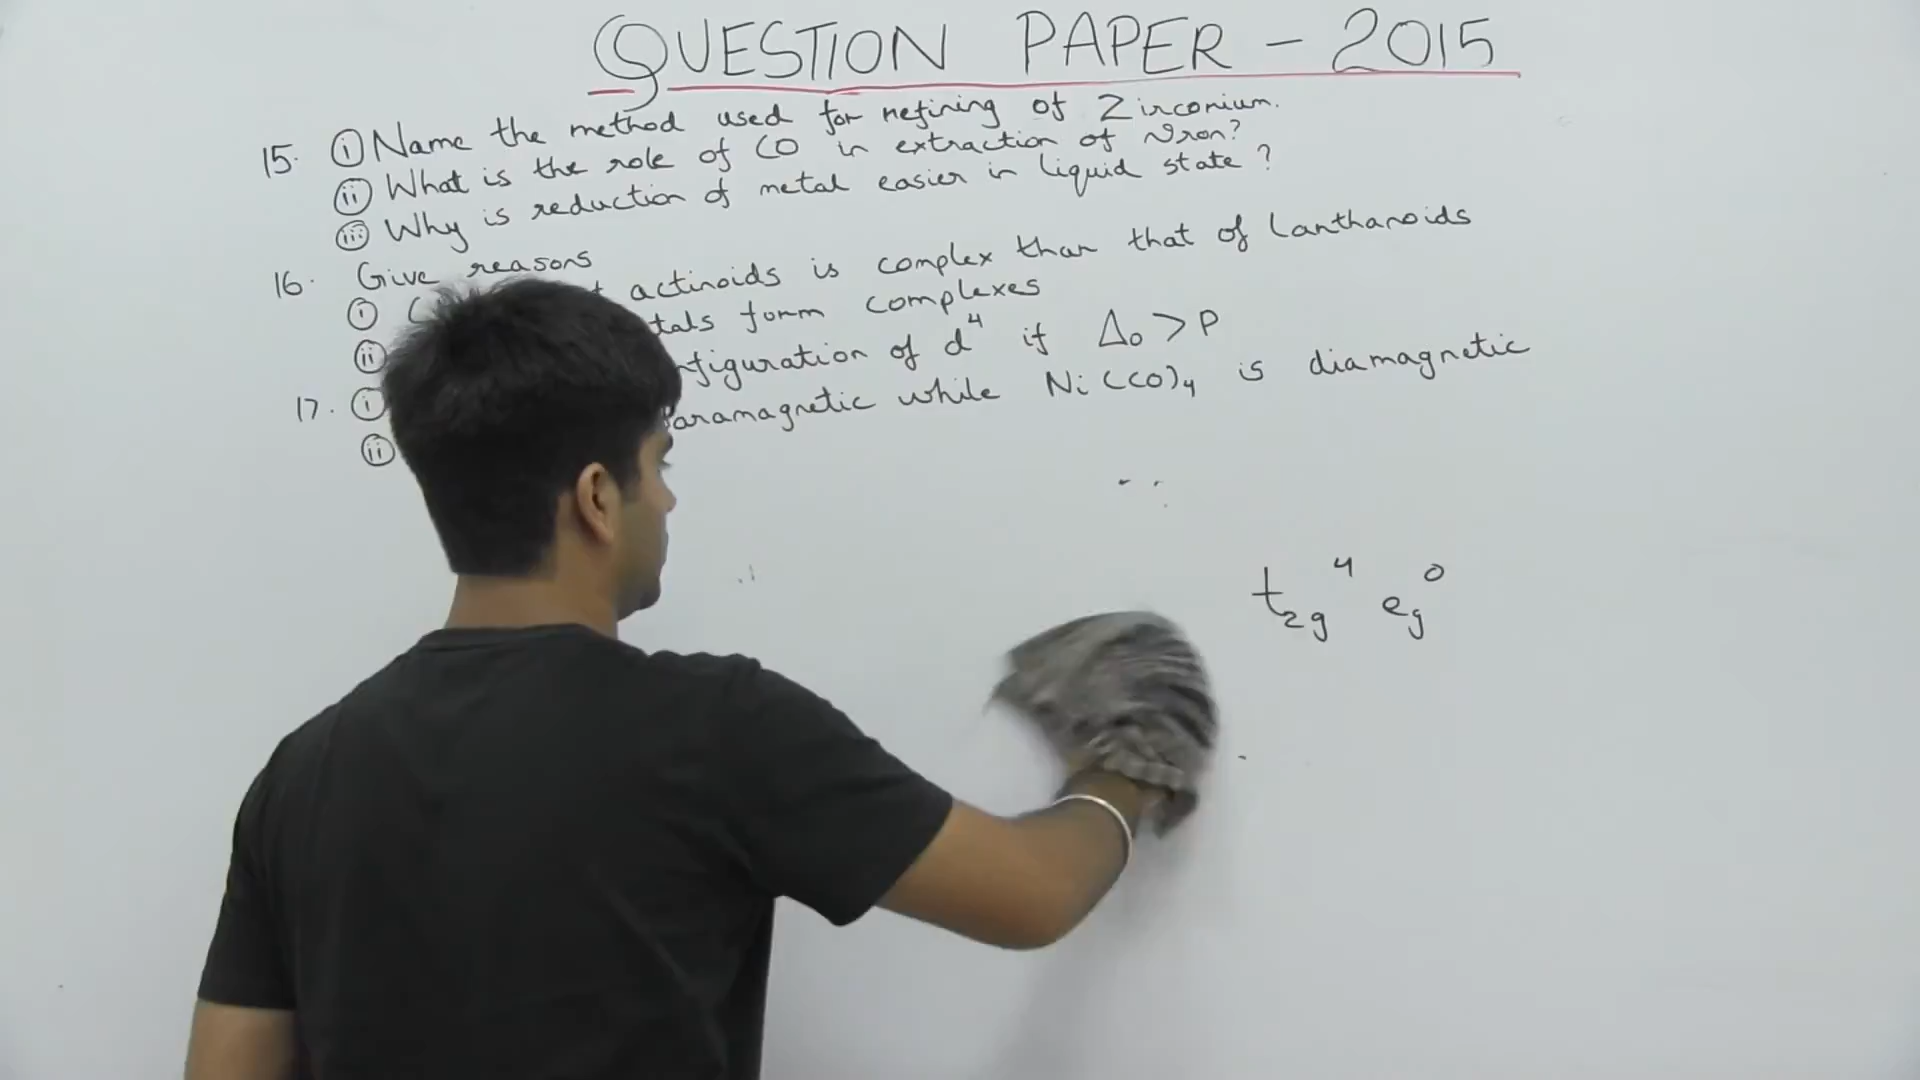 QUESTION PAPER - 2015
15. (i) Name the method used for refining of Zirconium.
(ii) What is the role of CO in extraction of Iron?
(iii) Why is reduction of metal easier in liquid state ?
16. Give reasons
(i) actinoids is complex than that of lanthanoids
(ii) tals form complexes
17. (i) nfiguration of d⁴ if Δ₀ > P
(ii) aramagnetic while Ni(CO)₄ is diamagnetic
t₂g⁴ eg⁰